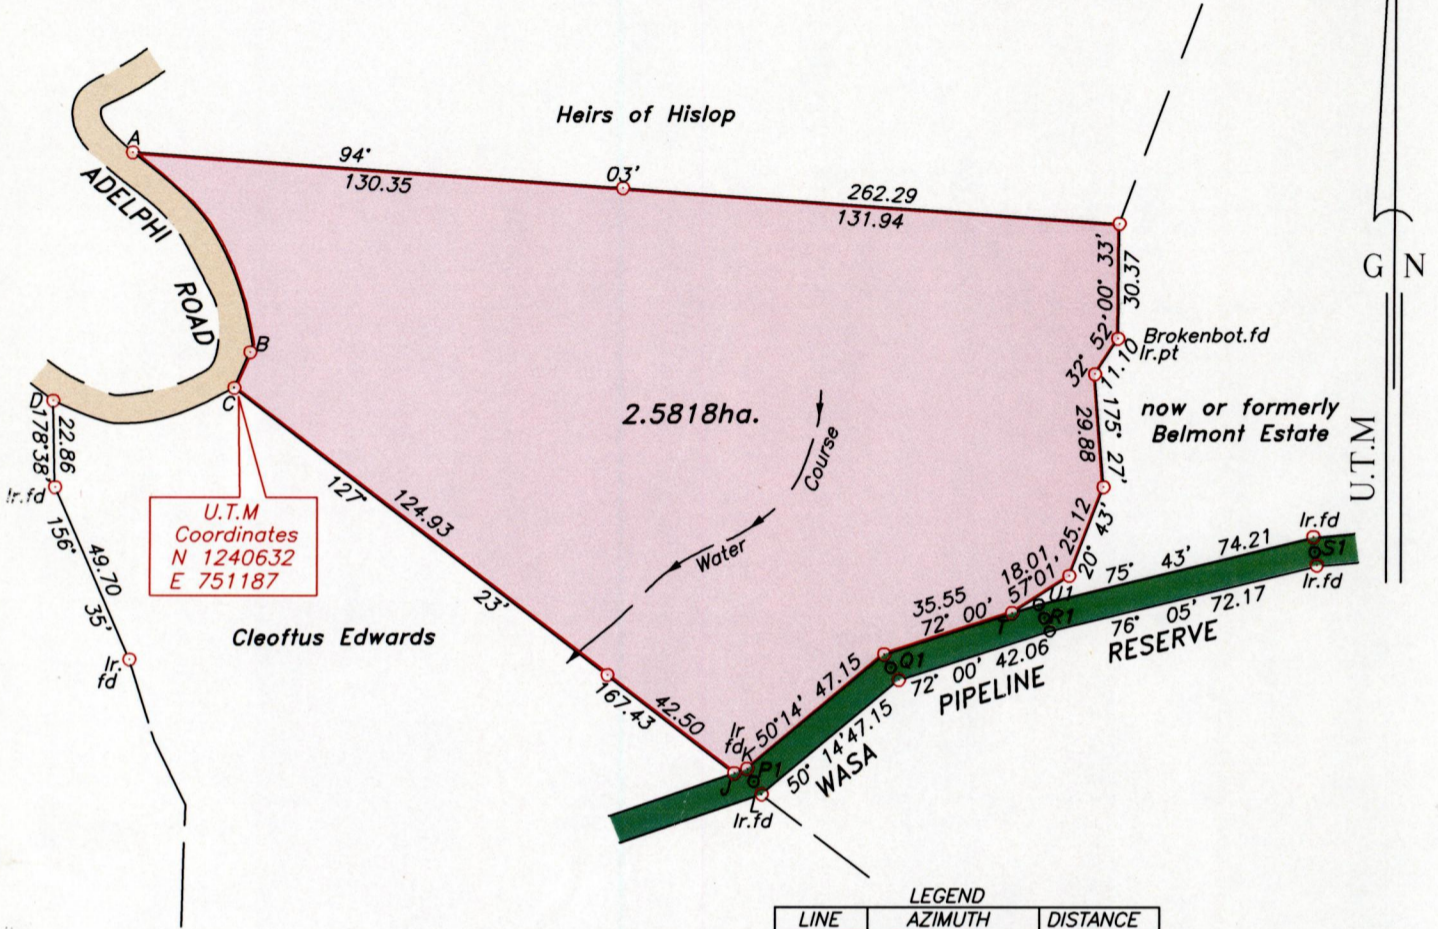 Heirs of Hislop
A
94° 03'
130.35
262.29
131.94
ADELPHI
ROAD
33'
00°
30.37
G N
B
52'
32°
11.10
Brokenbot.fd
Ir.pt
C
D
178°38'
22.86
2.5818ha.
Course
Water
175° 27'
29.88
now or formerly
Belmont Estate
U.T.M
Ir.fd
156° 35'
49.70
127° 23'
124.93
U.T.M
Coordinates
N 1240632
E 751187
25.12
20° 43'
18.01
57°01'
75° 43' 74.21
Ir.fd
S1
Ir.fd
35.55
72° 00'
T
U1
R1
76° 05' 72.17
RESERVE
Cleoftus Edwards
Ir.
fd
47.15
50°14'
Q1
72° 00' 42.06
PIPELINE
42.50
167.43
Ir
fd
K
J
P1
L
Ir.fd
50° 14' 47.15
WASA
LEGEND
LINE AZIMUTH DISTANCE